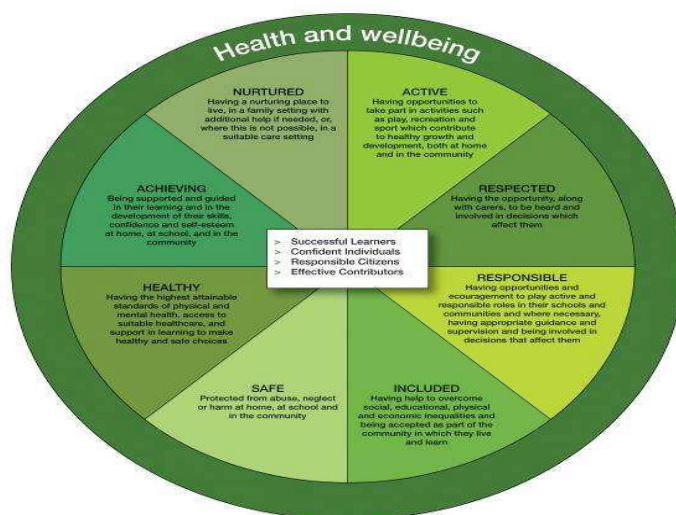 Health and wellbeing
NURTURED
Having a nurturing place to
live, in a family setting with
additional help if needed, or,
where this is not possible, in a
suitable care setting
ACTIVE
Having opportunities to
take part in activities such
as play, recreation and
sport which contribute
to healthy growth and
development, both at home
and in the community
ACHIEVING
Being supported and guided
in their learning and in the
development of their skills,
confidence and self-esteem
at home, at school, and in the
community
RESPECTED
Having the opportunity, along
with carers, to be heard and
involved in decisions which
affect them
> Successful Learners
> Confident Individuals
> Responsible Citizens
> Effective Contributors
HEALTHY
Having the highest attainable
standards of physical and
mental health, access to
suitable healthcare, and
support in learning to make
healthy and safe choices
RESPONSIBLE
Having opportunities and
encouragement to play active and
responsible roles in their schools and
communities and where necessary,
having appropriate guidance and
supervision and being involved in
decisions that affect them
SAFE
Protected from abuse, neglect
or harm at home, at school and
in the community
INCLUDED
Having help to overcome
social, educational, physical
and economic inequalities and
being accepted as part of the
community in which they live
and learn